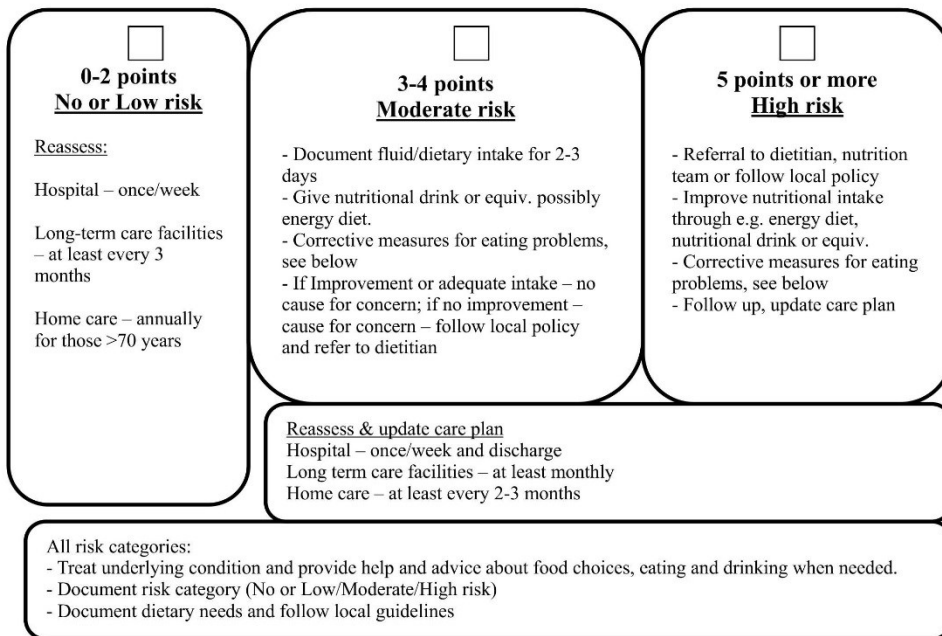 0-2 points
No or Low risk
Reassess:
Hospital – once/week
Long-term care facilities
– at least every 3
months
Home care – annually
for those >70 years
3-4 points
Moderate risk
- Document fluid/dietary intake for 2-3
days
- Give nutritional drink or equiv. possibly
energy diet.
- Corrective measures for eating problems,
see below
- If Improvement or adequate intake – no
cause for concern; if no improvement –
cause for concern – follow local policy
and refer to dietitian
5 points or more
High risk
- Referral to dietitian, nutrition
team or follow local policy
- Improve nutritional intake
through e.g. energy diet,
nutritional drink or equiv.
- Corrective measures for eating
problems, see below
- Follow up, update care plan
Reassess & update care plan
Hospital – once/week and discharge
Long term care facilities – at least monthly
Home care – at least every 2-3 months
All risk categories:
- Treat underlying condition and provide help and advice about food choices, eating and drinking when needed.
- Document risk category (No or Low/Moderate/High risk)
- Document dietary needs and follow local guidelines